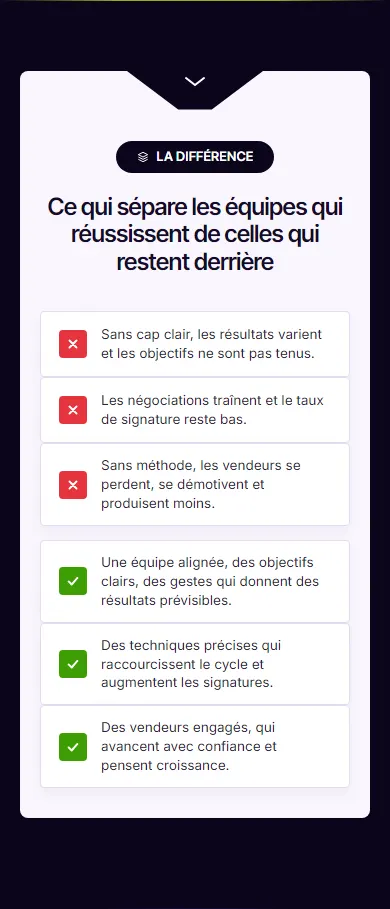 LA DIFFÉRENCE
Ce qui sépare les équipes qui
réussissent de celles qui
restent derrière
Sans cap clair, les résultats varient
et les objectifs ne sont pas tenus.
Les négociations traînent et le taux
de signature reste bas.
Sans méthode, les vendeurs se
perdent, se démotivent et
produisent moins.
Une équipe alignée, des objectifs
clairs, des gestes qui donnent des
résultats prévisibles.
Des techniques précises qui
raccourcissent le cycle et
augmentent les signatures.
Des vendeurs engagés, qui
avancent avec confiance et
pensent croissance.